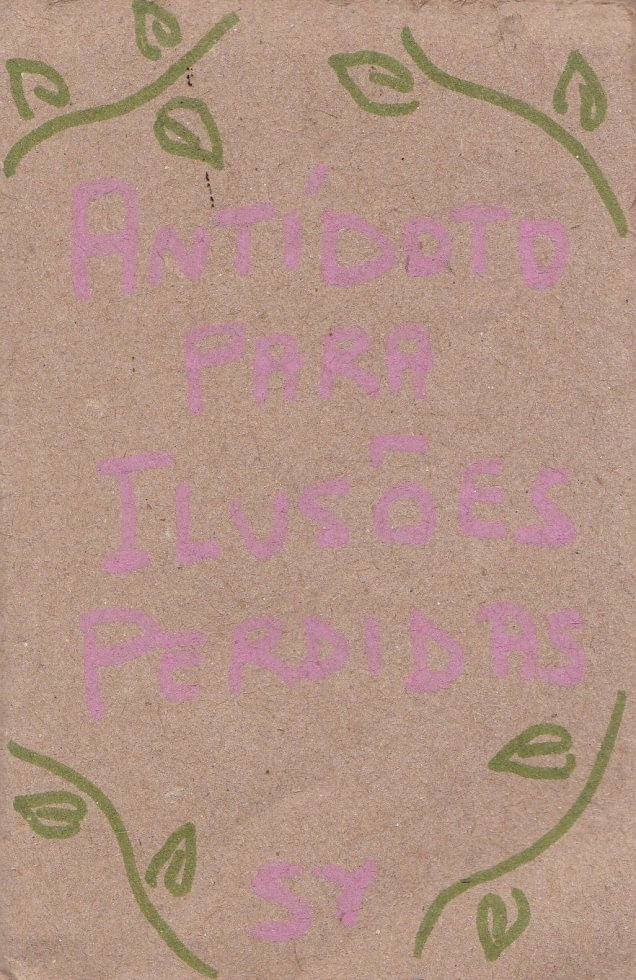 ANTÍDOTO
PARA
ILUSÕES
PERDIDAS
SY